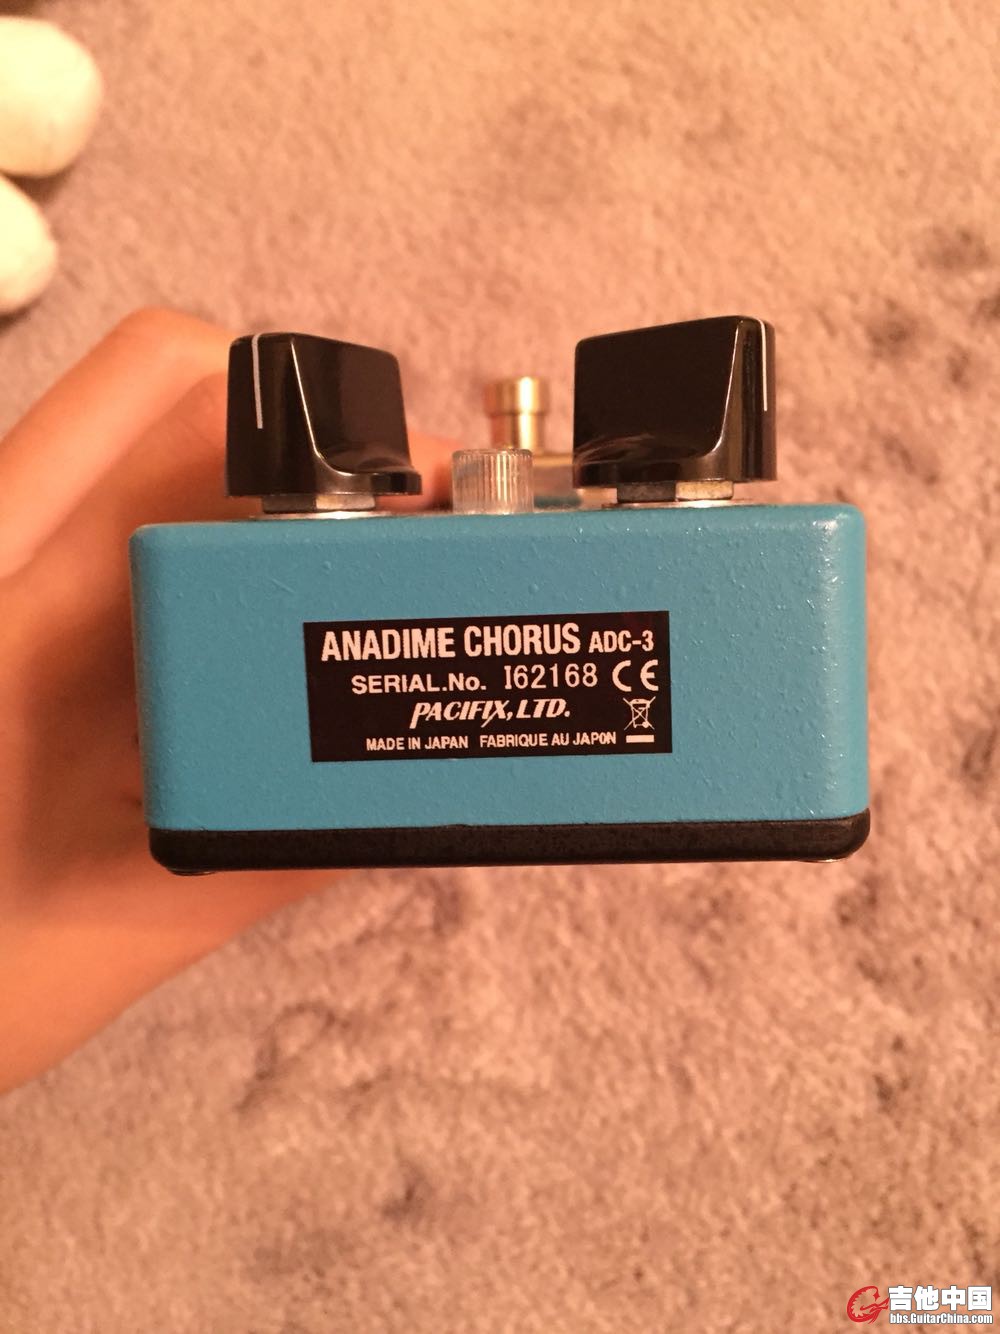 ANADIME CHORUS ADC-3
SERIAL.No. I62168 CE
PACIFIX,LTD.
MADE IN JAPAN FABRIQUE AU JAPON
吉他中国
bbs.GuitarChina.com